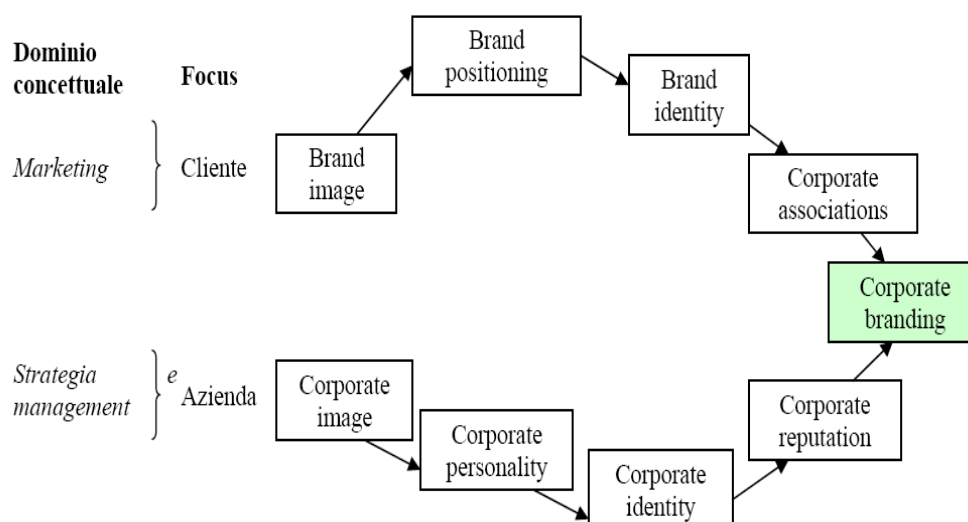 Dominio
concettuale
Focus
Marketing
Cliente
Brand
image
Brand
positioning
Brand
identity
Corporate
associations
Corporate
branding
Strategia e
management
Azienda
Corporate
image
Corporate
personality
Corporate
identity
Corporate
reputation